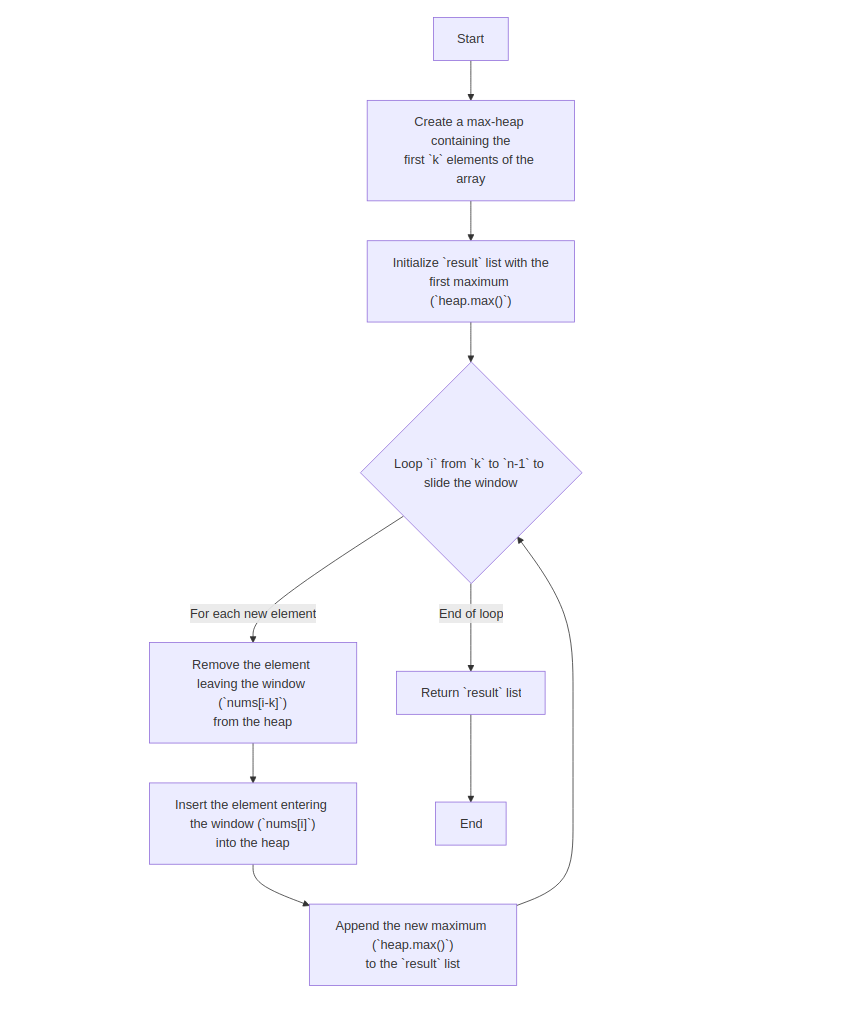 Start
Create a max-heap
containing the
first `k` elements of the
array
Initialize `result` list with the
first maximum
(`heap.max()`)
Loop `i` from `k` to `n-1` to
slide the window
For each new element
End of loop
Remove the element
leaving the window
(`nums[i-k]`)
from the heap
Return `result` list
Insert the element entering
the window (`nums[i]`)
into the heap
End
Append the new maximum
(`heap.max()`)
to the `result` list